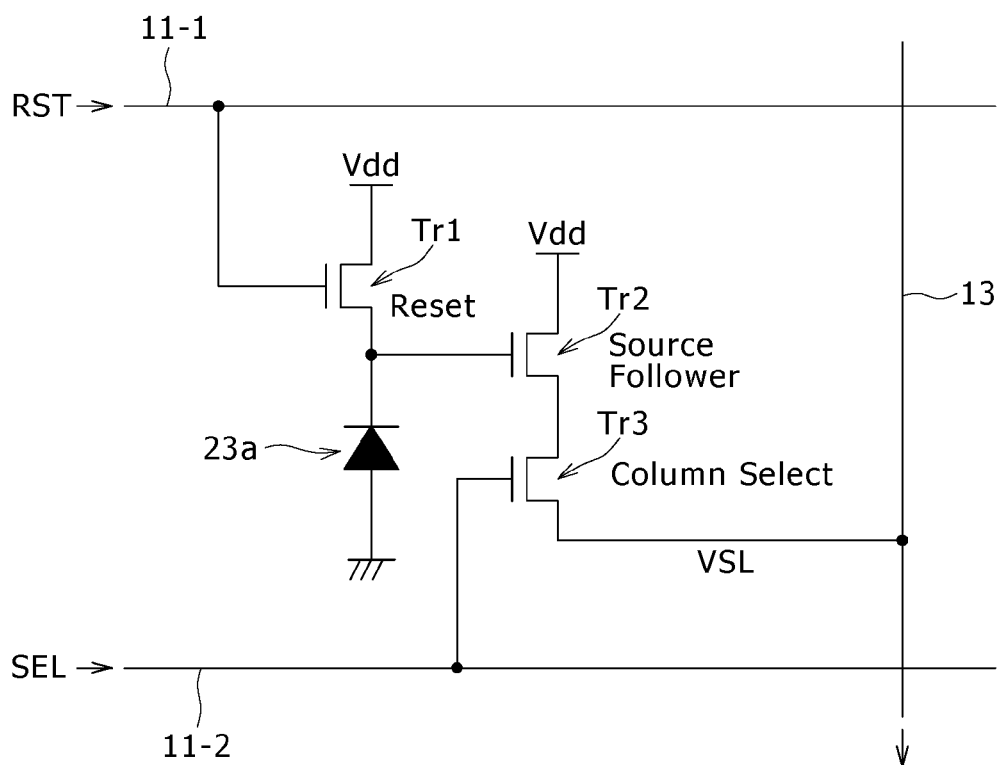 11-1
RST
Vdd
Tr1
Vdd
Reset
Tr2
13
Source
Follower
Tr3
23a
Column Select
VSL
SEL
11-2